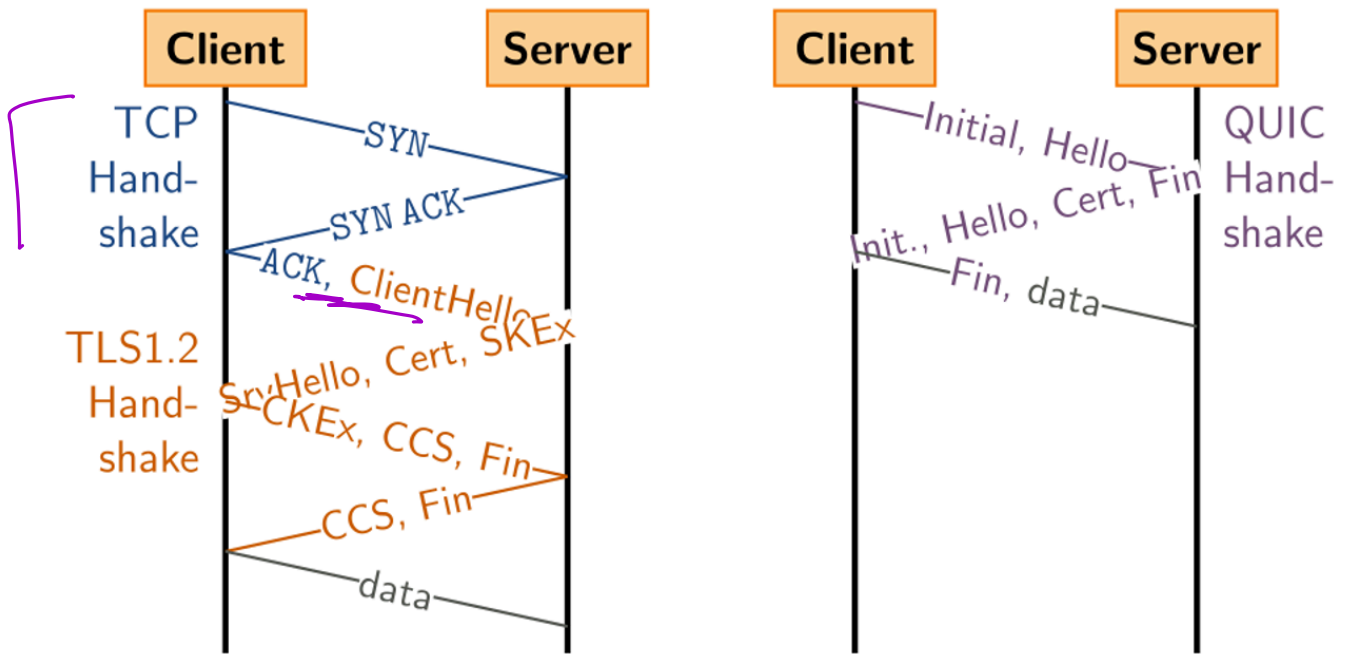 Client
Server
TCP
Hand-
shake
SYN
SYN ACK
ACK, ClientHello
TLS1.2
Hand-
shake
SrvHello, Cert, SKEx
CKEx, CCS, Fin
CCS, Fin
data
Client
Server
QUIC
Hand-
shake
Initial, Hello
Init., Hello, Cert, Fin
Fin, data